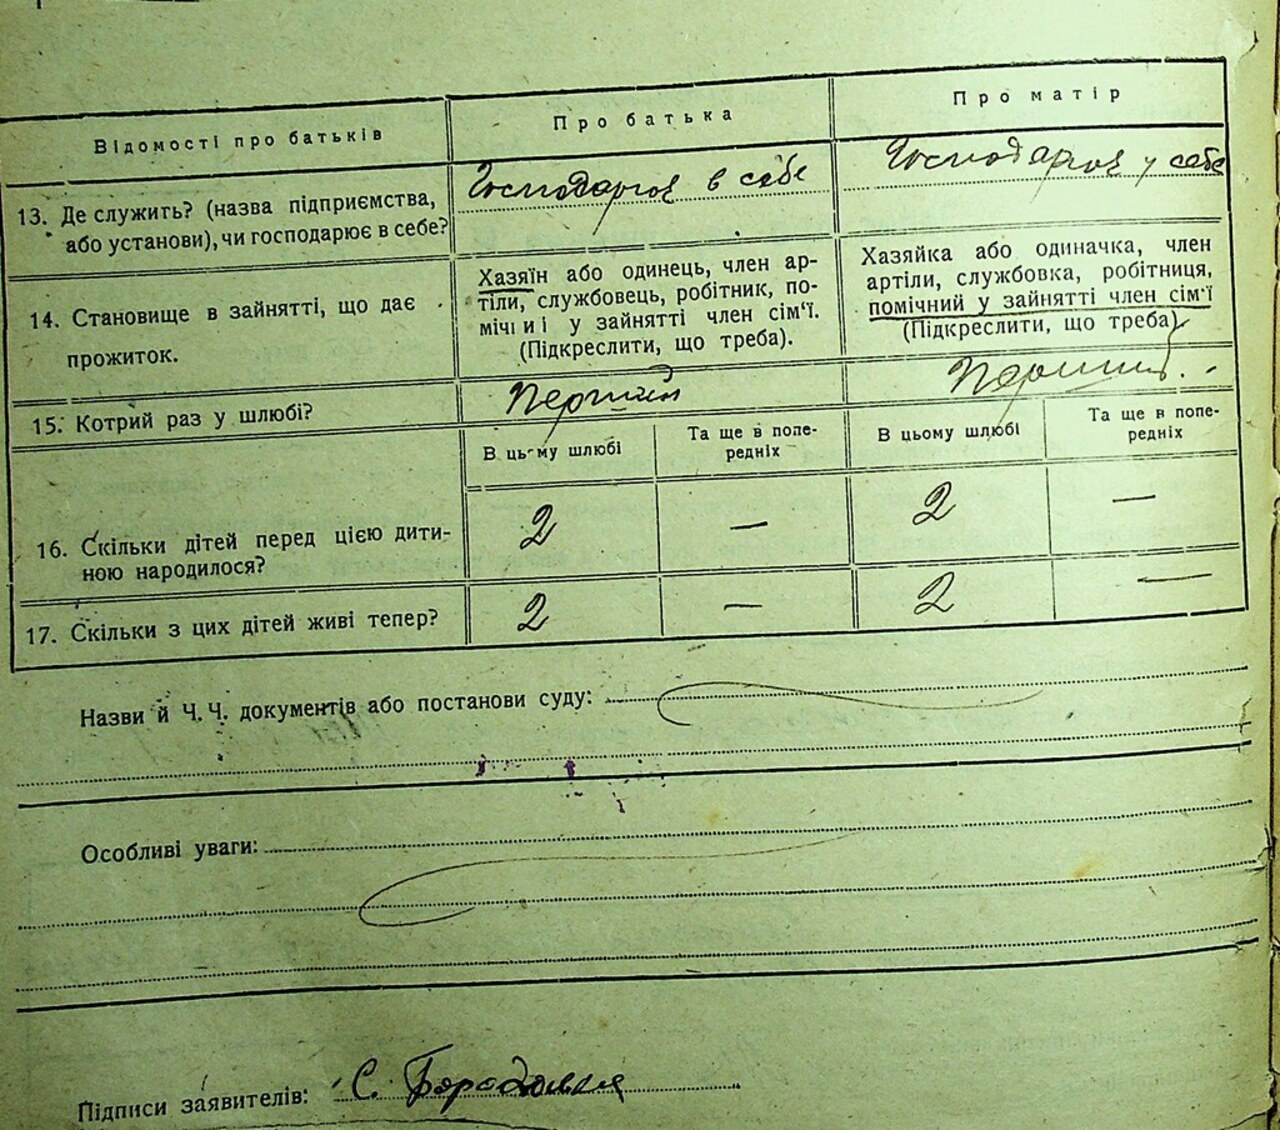 Відомості про батьків
Про батька
Про матір
13. Де служить? (назва підприємства,
або установи), чи господарює в себе?
Господарює в себе
Господарює у себе
14. Становище в зайнятті, що дає
прожиток.
Хазяїн або одинець, член ар-
тіли, службовець, робітник, по-
мічний у зайнятті член сім'ї.
(Підкреслити, що треба).
Хазяйка або одиначка, член
артіли, службовка, робітниця,
помічний у зайнятті член сім'ї
(Підкреслити, що треба)
15. Котрий раз у шлюбі?
Перший
Перший
В цьому шлюбі
Та ще в попе-
редніх
В цьому шлюбі
Та ще в попе-
редніх
16. Скільки дітей перед цією дити-
ною народилося?
2 — 2 —
17. Скільки з цих дітей живі тепер?
2 — 2 —
Назви й Ч.Ч. документів або постанови суду:
Особливі уваги:
Підписи заявителів: С.